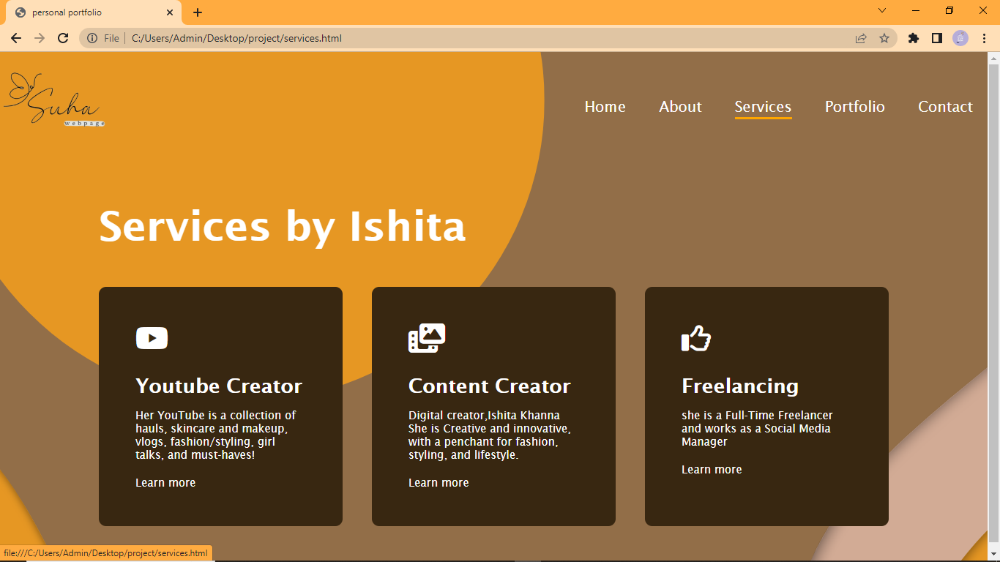 personal portfolio
File C:/Users/Admin/Desktop/project/services.html
Suha
webpage
Home About Services Portfolio Contact
Services by Ishita
Youtube Creator
Her YouTube is a collection of
hauls, skincare and makeup,
vlogs, fashion/styling, girl
talks, and must-haves!
Learn more
Content Creator
Digital creator,Ishita Khanna
She is Creative and innovative,
with a penchant for fashion,
styling, and lifestyle.
Learn more
Freelancing
she is a Full-Time Freelancer
and works as a Social Media
Manager
Learn more
file:///C:/Users/Admin/Desktop/project/services.html